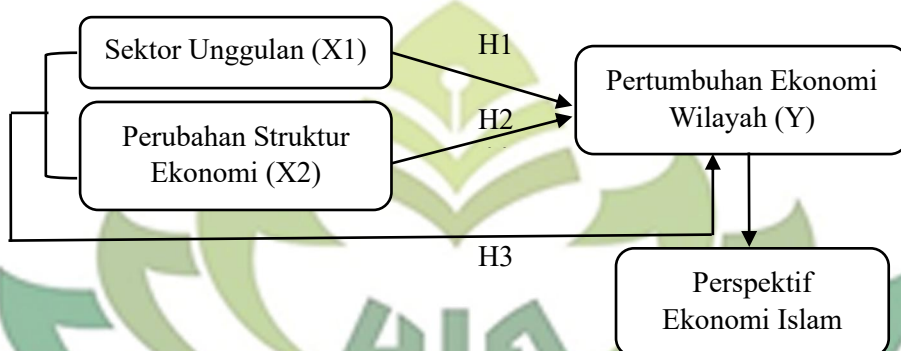 Sektor Unggulan (X1)
H1
Pertumbuhan Ekonomi
Wilayah (Y)
Perubahan Struktur
Ekonomi (X2)
H2
H3
Perspektif
Ekonomi Islam